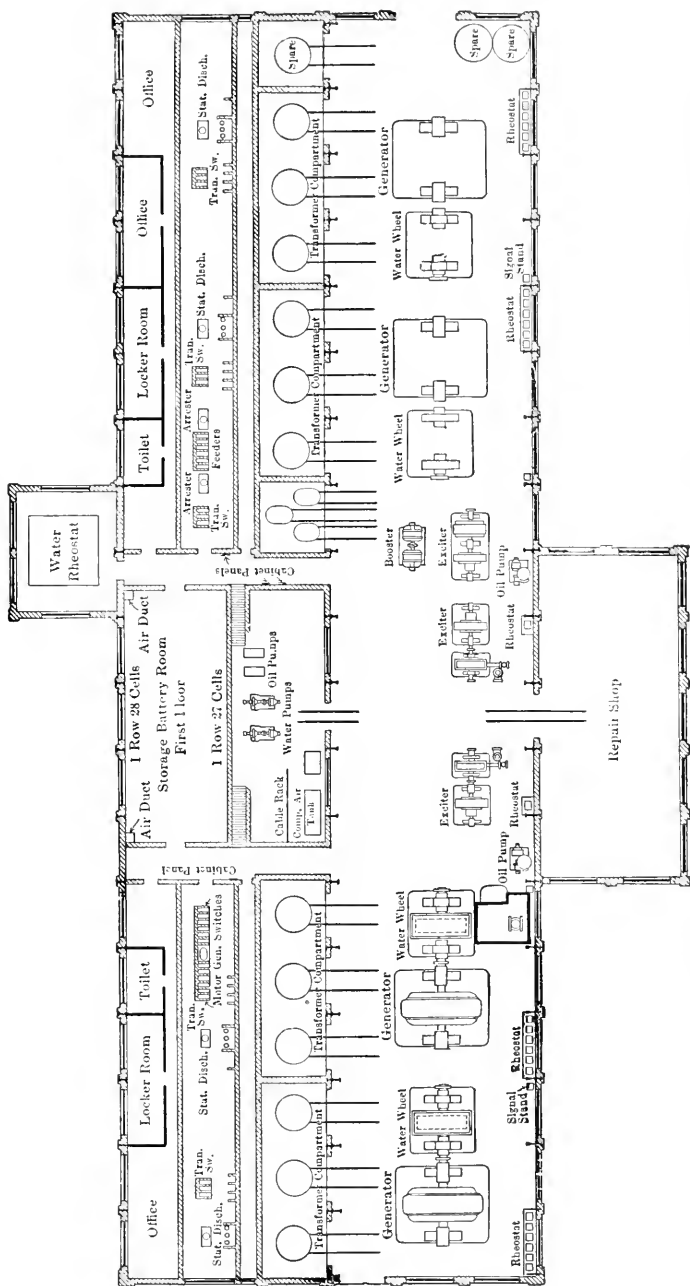 Office
Office
Locker Room
Toilet
Water
Rheostat
Stat. Disch.
Tran. Sw.
Stat. Disch.
Tran.
Sw.
Arrester
Feeders
Arrester
Tran.
Sw.
Cabinet Panels
Spare
Transformer Compartment
Transformer Compartment
Spare
Spare
Generator
Water Wheel
Generator
Water Wheel
Rheostat
Signal
Stand
Rheostat
Booster
Exciter
Oil Pump
Exciter
Rheostat
Air Duct
1 Row 28 Cells
Storage Battery Room
First Floor
1 Row 27 Cells
Air Duct
Oil Pumps
Water Pumps
Cable Rack
Comp. Air
Tank
Repair Shop
Exciter
Rheostat
Oil Pump
Cabinet Panel
Toilet
Locker Room
Office
Motor Gen. Switches
Tran.
Sw.
Stat. Disch.
Tran.
Sw.
Stat. Disch.
Transformer Compartment
Transformer Compartment
Water Wheel
Generator
Water Wheel
Generator
Rheostat
Signal
Stand
Rheostat